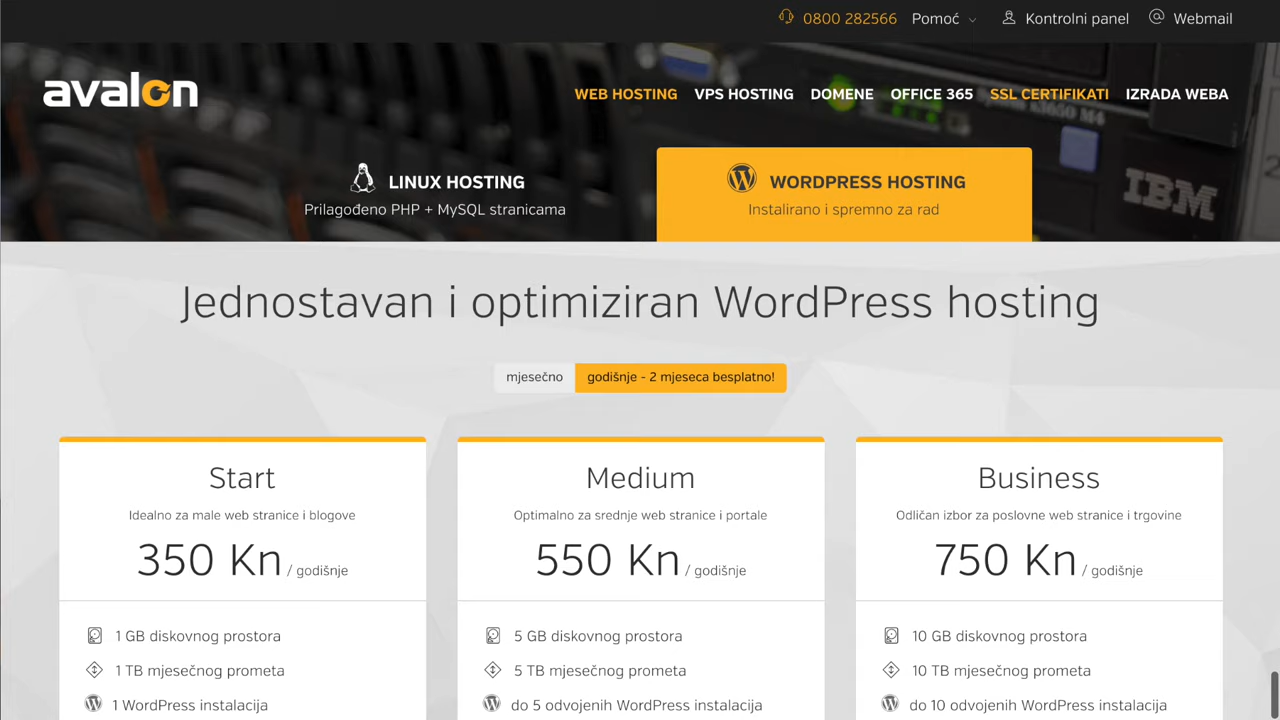 0800 282566 Pomoć Kontrolni panel Webmail
avalon
WEB HOSTING VPS HOSTING DOMENE OFFICE 365 SSL CERTIFIKATI IZRADA WEBA
LINUX HOSTING
Prilagođeno PHP + MySQL stranicama
WORDPRESS HOSTING
Instalirano i spremno za rad
IBM
Jednostavan i optimiziran WordPress hosting
mjesečno godišnje - 2 mjeseca besplatno!
Start
Idealno za male web stranice i blogove
350 Kn / godišnje
1 GB diskovnog prostora
1 TB mjesečnog prometa
1 WordPress instalacija
Medium
Optimalno za srednje web stranice i portale
550 Kn / godišnje
5 GB diskovnog prostora
5 TB mjesečnog prometa
do 5 odvojenih WordPress instalacija
Business
Odličan izbor za poslovne web stranice i trgovine
750 Kn / godišnje
10 GB diskovnog prostora
10 TB mjesečnog prometa
do 10 odvojenih WordPress instalacija